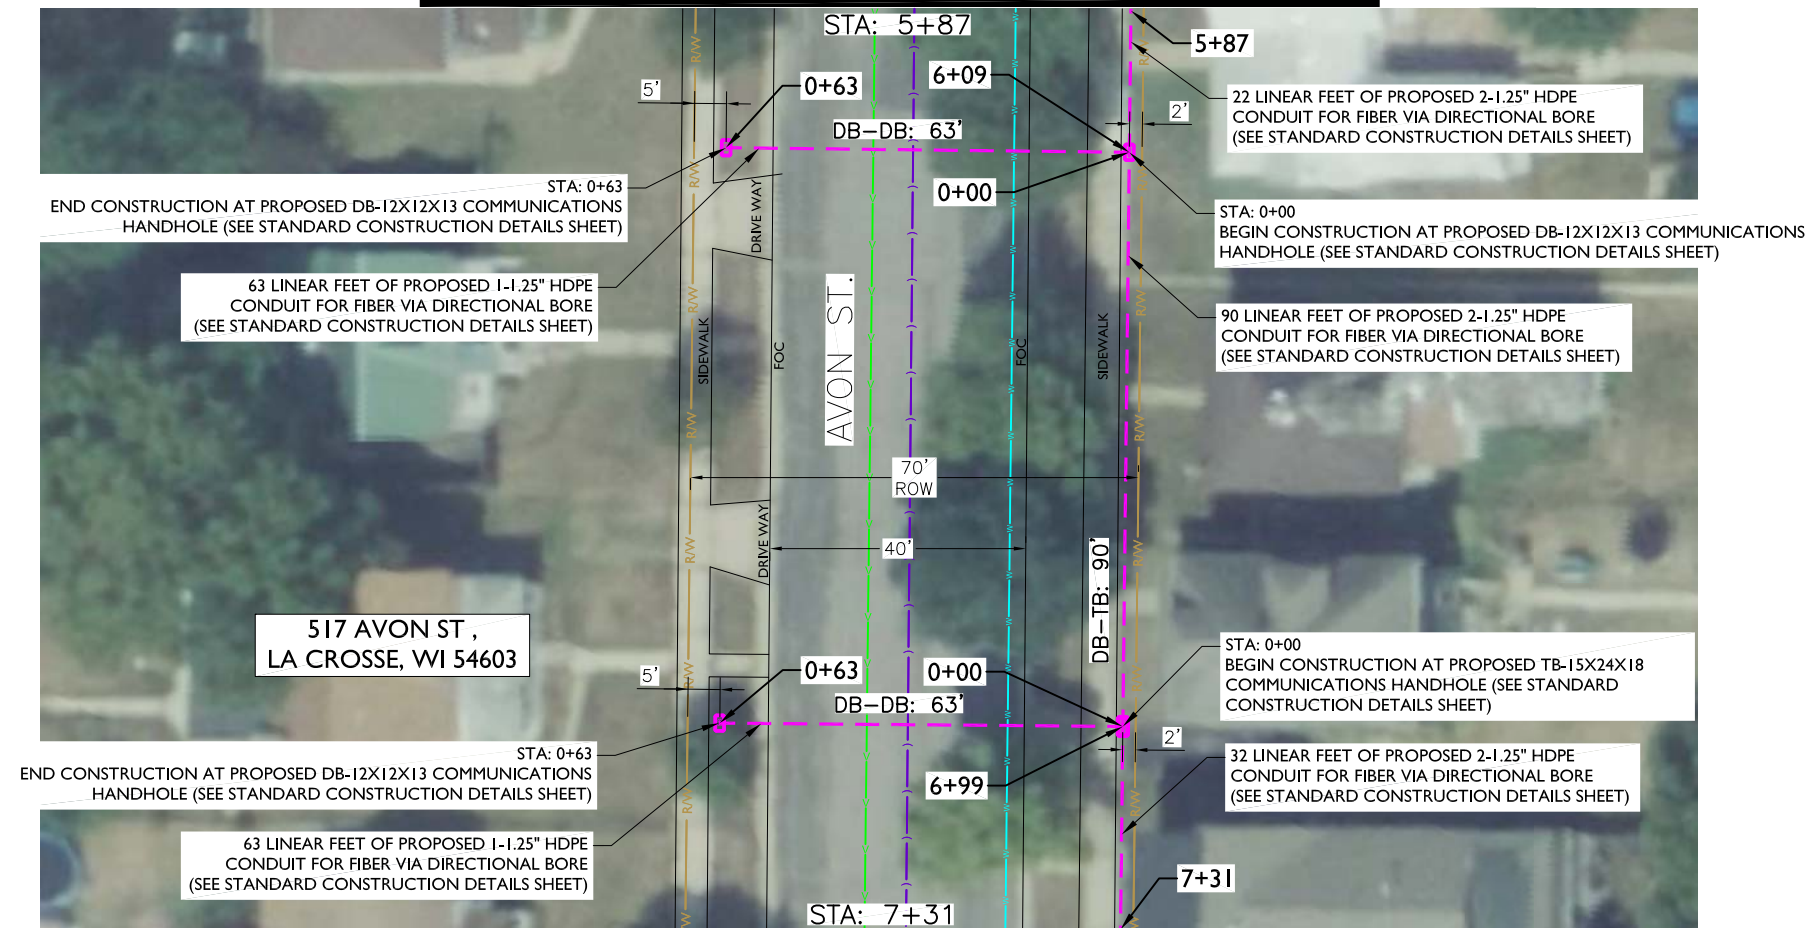 STA: 5+87
5+87
0+63
6+09
5'
22 LINEAR FEET OF PROPOSED 2-1.25" HDPE
CONDUIT FOR FIBER VIA DIRECTIONAL BORE
(SEE STANDARD CONSTRUCTION DETAILS SHEET)
2'
DB-DB: 63'
STA: 0+63
END CONSTRUCTION AT PROPOSED DB-12X12X13 COMMUNICATIONS
HANDHOLE (SEE STANDARD CONSTRUCTION DETAILS SHEET)
0+00
STA: 0+00
BEGIN CONSTRUCTION AT PROPOSED DB-12X12X13 COMMUNICATIONS
HANDHOLE (SEE STANDARD CONSTRUCTION DETAILS SHEET)
DRIVE WAY
63 LINEAR FEET OF PROPOSED 1-1.25" HDPE
CONDUIT FOR FIBER VIA DIRECTIONAL BORE
(SEE STANDARD CONSTRUCTION DETAILS SHEET)
90 LINEAR FEET OF PROPOSED 2-1.25" HDPE
CONDUIT FOR FIBER VIA DIRECTIONAL BORE
(SEE STANDARD CONSTRUCTION DETAILS SHEET)
SIDEWALK
FOC
AVON ST.
FOC
SIDEWALK
70'
ROW
40'
DRIVE WAY
DB-TB: 90'
517 AVON ST ,
LA CROSSE, WI 54603
5'
0+63
0+00
STA: 0+00
BEGIN CONSTRUCTION AT PROPOSED TB-15X24X18
COMMUNICATIONS HANDHOLE (SEE STANDARD
CONSTRUCTION DETAILS SHEET)
DB-DB: 63'
2'
STA: 0+63
END CONSTRUCTION AT PROPOSED DB-12X12X13 COMMUNICATIONS
HANDHOLE (SEE STANDARD CONSTRUCTION DETAILS SHEET)
6+99
32 LINEAR FEET OF PROPOSED 2-1.25" HDPE
CONDUIT FOR FIBER VIA DIRECTIONAL BORE
(SEE STANDARD CONSTRUCTION DETAILS SHEET)
63 LINEAR FEET OF PROPOSED 1-1.25" HDPE
CONDUIT FOR FIBER VIA DIRECTIONAL BORE
(SEE STANDARD CONSTRUCTION DETAILS SHEET)
7+31
STA: 7+31
R/W
R/W
R/W
R/W
R/W
R/W
R/W
R/W
R/W
R/W
R/W
R/W
R/W